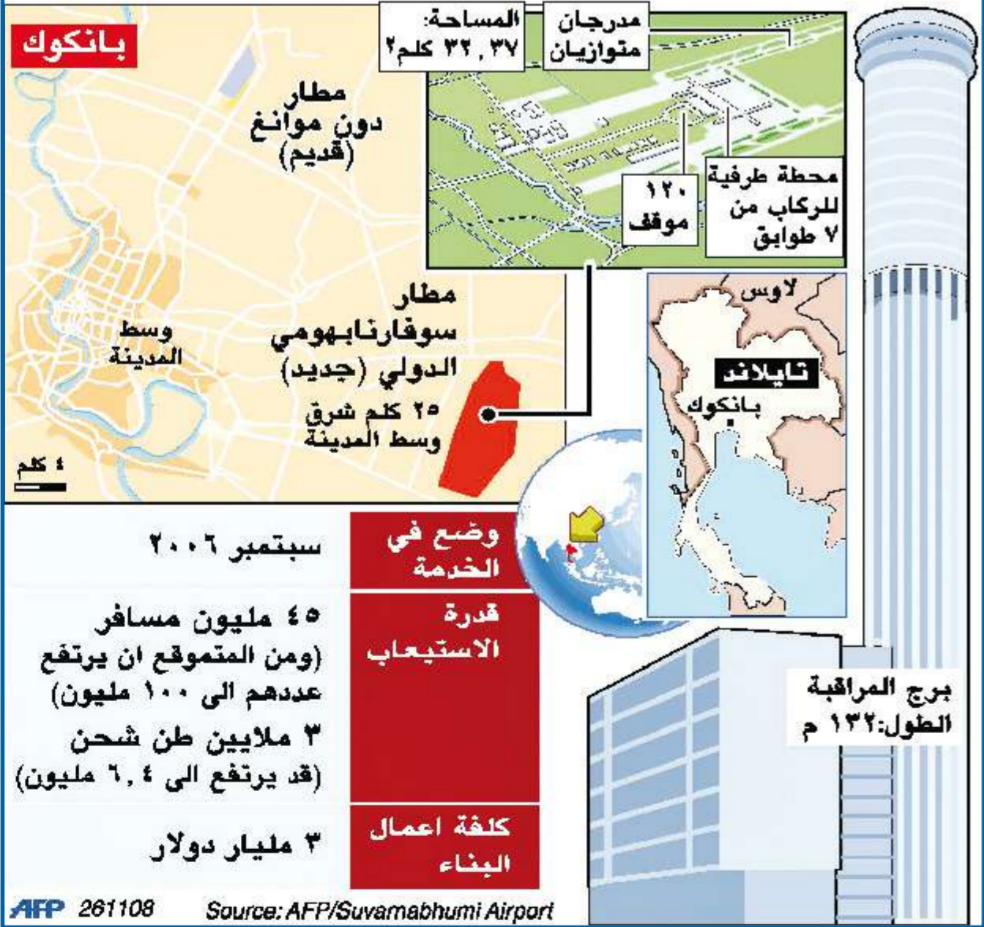 بانكوك
مطار
دون موانغ
(قديم)
المساحة:
٣٢,٣٧ كلم٢
مدرجان
متوازيان
١٢٠
موقف
محطة طرفية
للركاب من
٧ طوابق
وسط
المدينة
مطار
سوفارنابهومي
الدولي (جديد)
٢٥ كلم شرق
وسط المدينة
٤ كلم
لاوس
تايلاند
بانكوك
وضع في
الخدمة
سبتمبر ٢٠٠٦
قدرة
الاستيعاب
٤٥ مليون مسافر
(ومن المتموقع ان يرتفع
عددهم الى ١٠٠ مليون)
٣ ملايين طن شحن
(قد يرتفع الى ٦,٤ مليون)
كلفة اعمال
البناء
٣ مليار دولار
برج المراقبة
الطول:١٣٢ م
AFP 261108 Source: AFP/Suvarnabhumi Airport